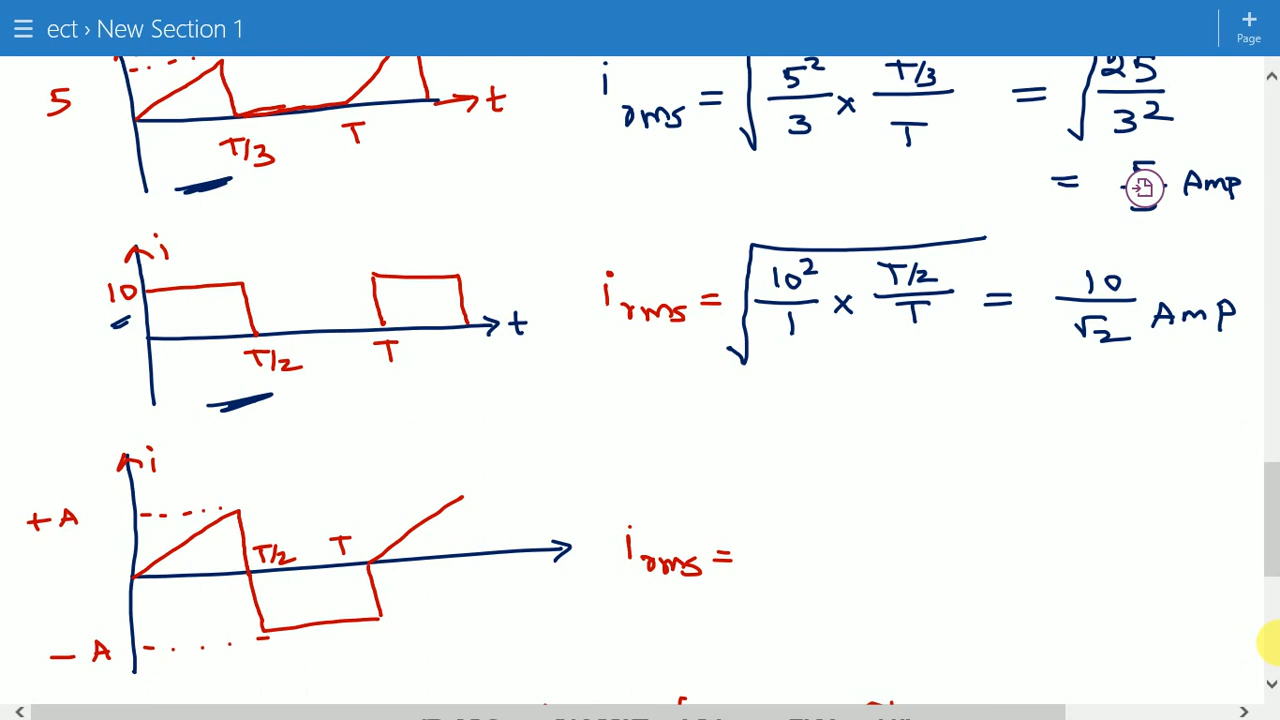 ect › New Section 1
Page
5
t
T/3
T
i rms = √ 5² / 3 × T/3 / T = √ 25 / 3²
= Amp
i
10
t
T/2
T
i rms = √ 10² / 1 × T/2 / T = 10 / √2 Amp
i
+ A
T/2
T
- A
i rms =